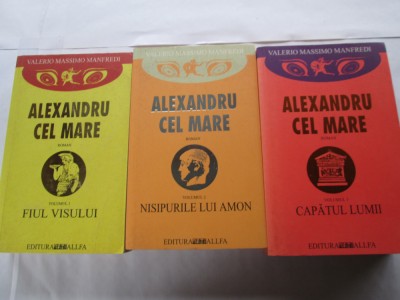 VALERIO MASSIMO MANFREDI
ALEXANDRU
CEL MARE
ROMAN
VOLUMUL 1
FIUL VISULUI
EDITURA ALLFA
VALERIO MASSIMO MANFREDI
ALEXANDRU
CEL MARE
ROMAN
VOLUMUL 2
NISIPURILE LUI AMON
EDITURA ALLFA
VALERIO MASSIMO MANFREDI
ALEXANDRU
CEL MARE
ROMAN
VOLUMUL 3
CAPĂTUL LUMII
EDITURA ALLFA